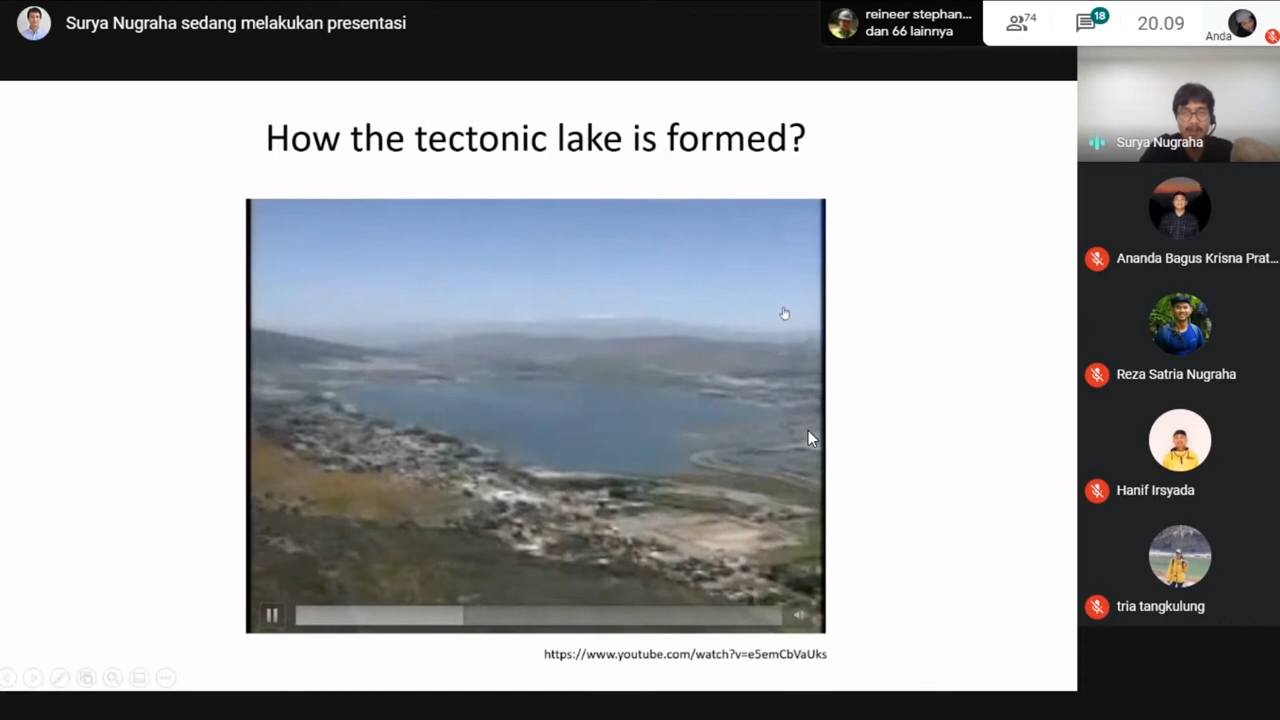 Surya Nugraha sedang melakukan presentasi
reineer stephan...
dan 66 lainnya
74
18
20.09
Anda
How the tectonic lake is formed?
https://www.youtube.com/watch?v=e5emCbVaUks
Surya Nugraha
Ananda Bagus Krisna Prat...
Reza Satria Nugraha
Hanif Irsyada
tria tangkulung